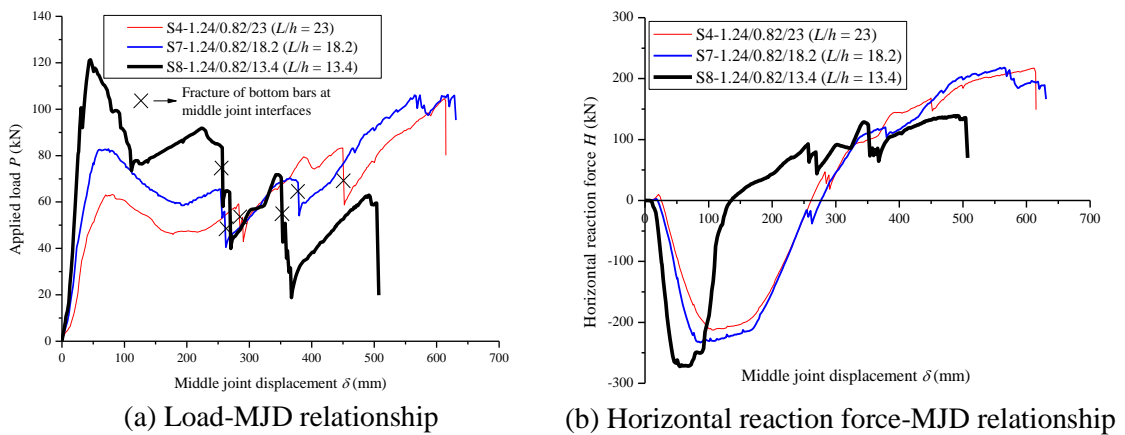 S4-1.24/0.82/23 (L/h = 23)
S7-1.24/0.82/18.2 (L/h = 18.2)
S8-1.24/0.82/13.4 (L/h = 13.4)
Fracture of bottom bars at
middle joint interfaces
Applied load P (kN)
140
120
100
80
60
40
20
0
0 100 200 300 400 500 600 700
Middle joint displacement δ (mm)
(a) Load-MJD relationship
S4-1.24/0.82/23 (L/h = 23)
S7-1.24/0.82/18.2 (L/h = 18.2)
S8-1.24/0.82/13.4 (L/h = 13.4)
Horizontal reaction force H (kN)
300
200
100
0
-100
-200
-300
0 100 200 300 400 500 600 700
Middle joint displacement δ (mm)
(b) Horizontal reaction force-MJD relationship